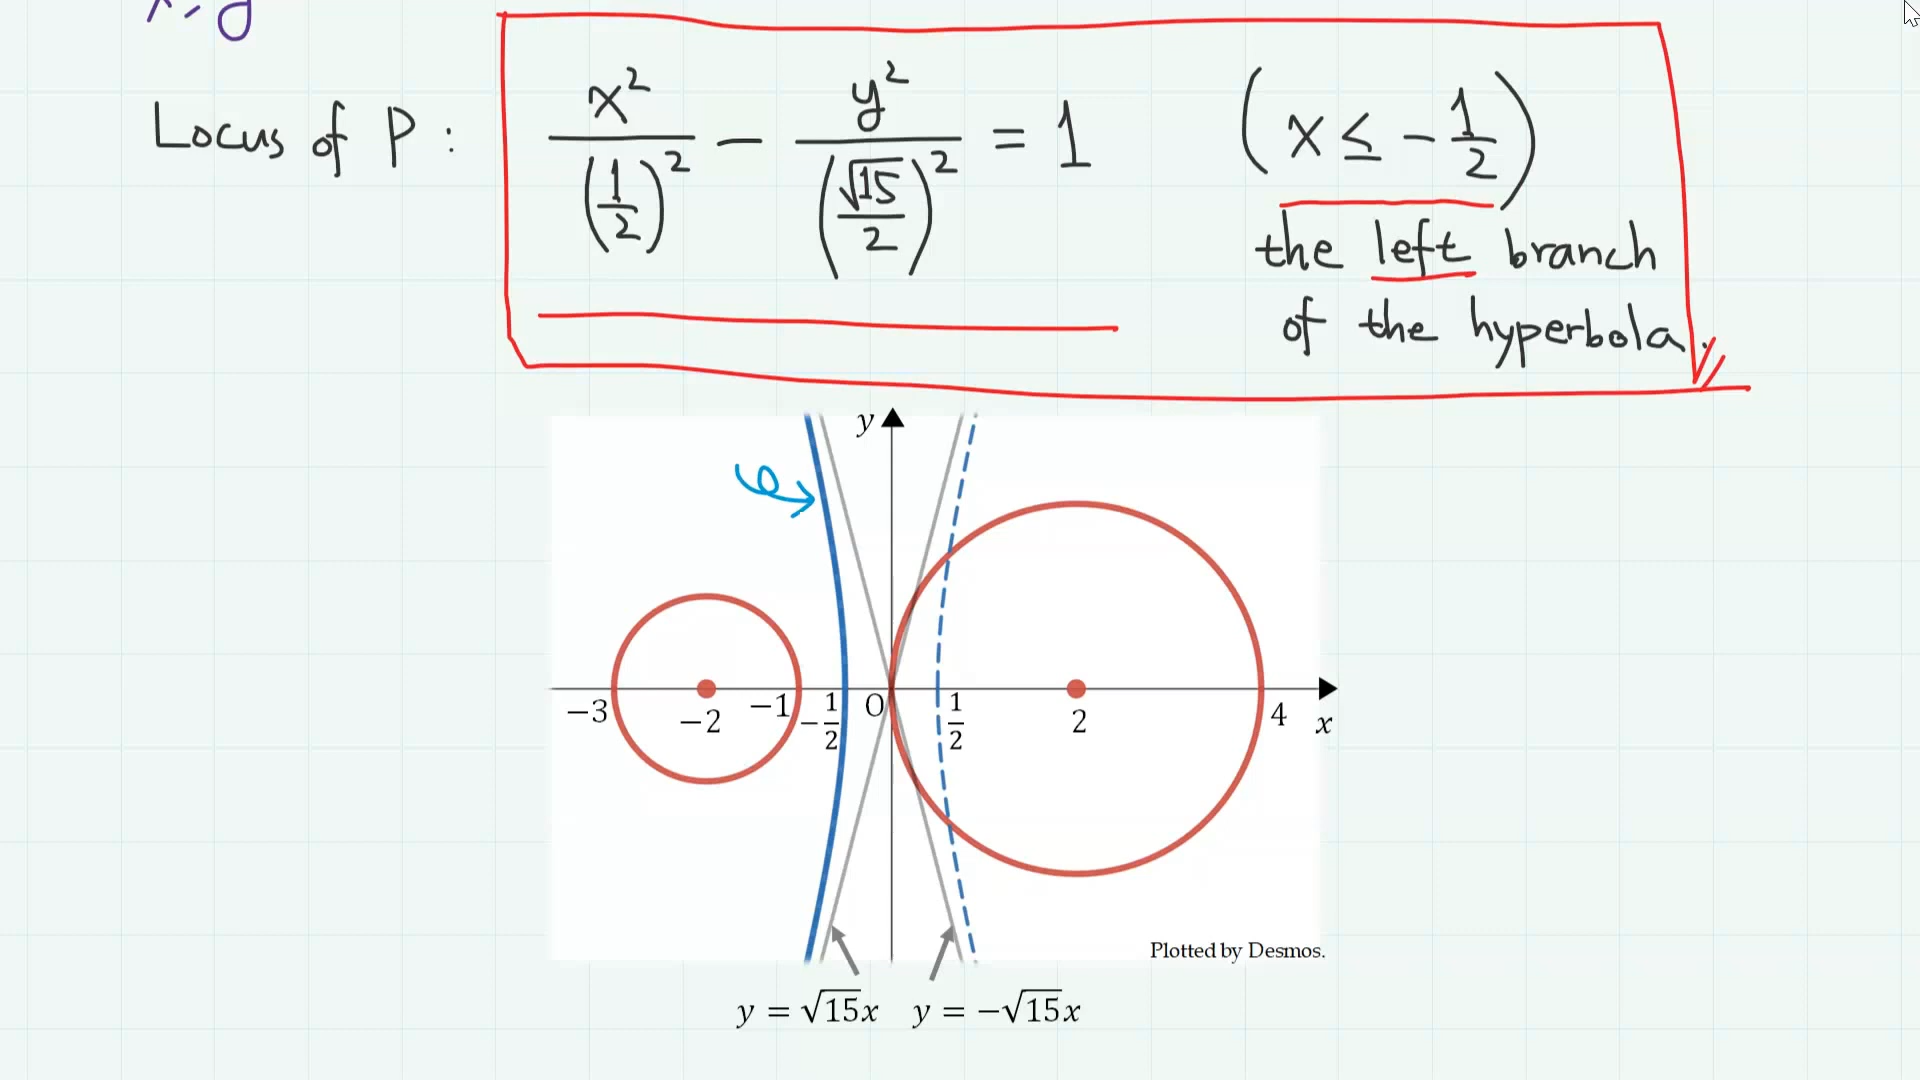 Locus of P : x²/(1/2)² − y²/(√15/2)² = 1 (x ≤ −1/2)
the left branch
of the hyperbola.
y
−3 −2 −1 −1/2 0 1/2 2 4 x
Plotted by Desmos.
y = √15x y = −√15x